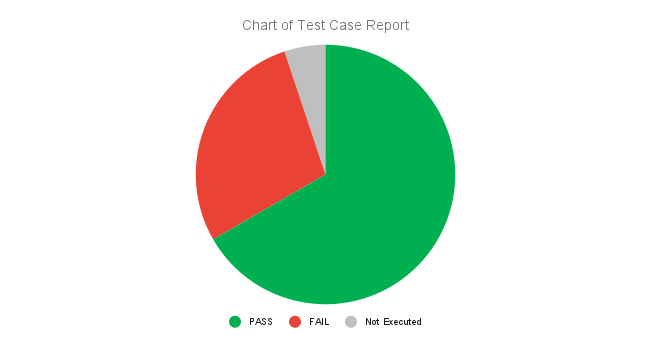 Chart of Test Case Report
PASS FAIL Not Executed